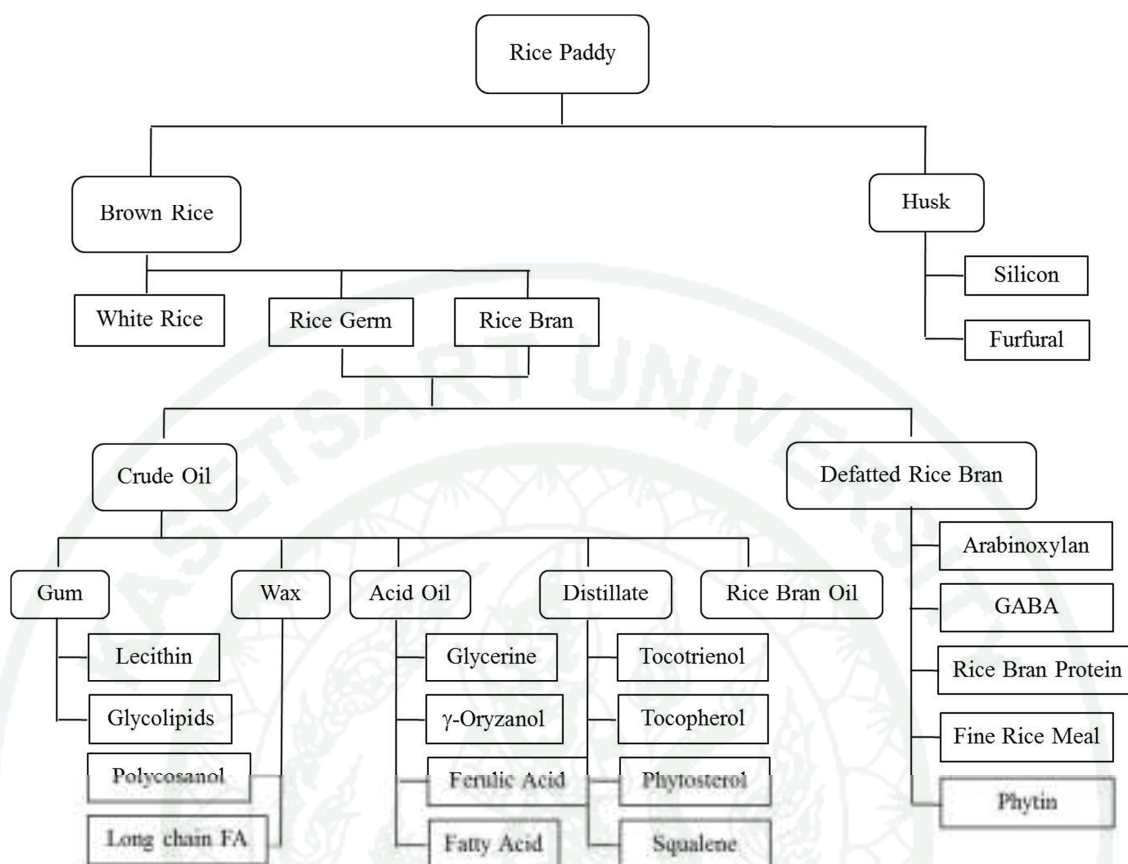 Rice Paddy
Brown Rice
Husk
Silicon
Furfural
White Rice
Rice Germ
Rice Bran
Crude Oil
Defatted Rice Bran
Gum
Wax
Acid Oil
Distillate
Rice Bran Oil
Lecithin
Glycolipids
Polycosanol
Long chain FA
Glycerine
γ-Oryzanol
Ferulic Acid
Fatty Acid
Tocotrienol
Tocopherol
Phytosterol
Squalene
Arabinoxylan
GABA
Rice Bran Protein
Fine Rice Meal
Phytin
KASETSART UNIVERSITY